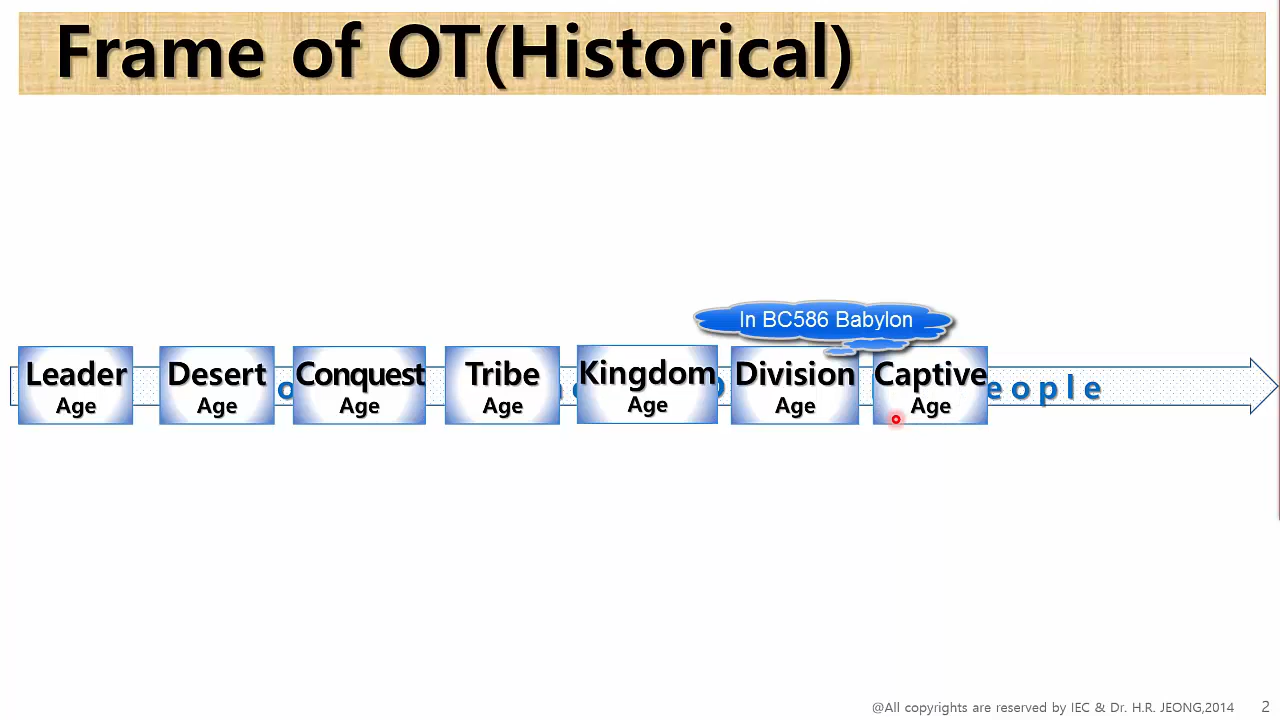 Frame of OT(Historical)
In BC586 Babylon
Leader
Age
Desert
Age
Conquest
Age
Tribe
Age
Kingdom
Age
Division
Age
Captive
Age
eople
@All copyrights are reserved by IEC & Dr. H.R. JEONG,2014
2